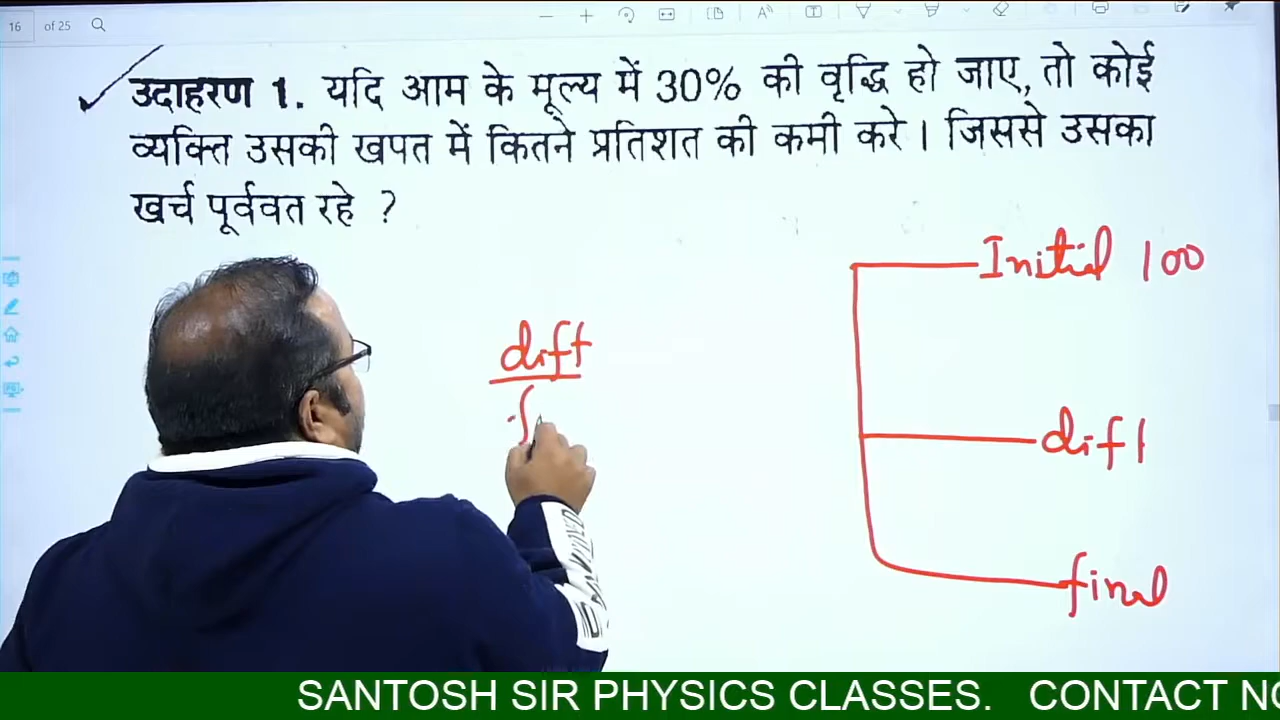 16 of 25
उदाहरण 1. यदि आम के मूल्य में 30% की वृद्धि हो जाए, तो कोई
व्यक्ति उसकी खपत में कितने प्रतिशत की कमी करे । जिससे उसका
खर्च पूर्ववत रहे ?
Initial 100
diff
diff
final
SANTOSH SIR PHYSICS CLASSES. CONTACT NO